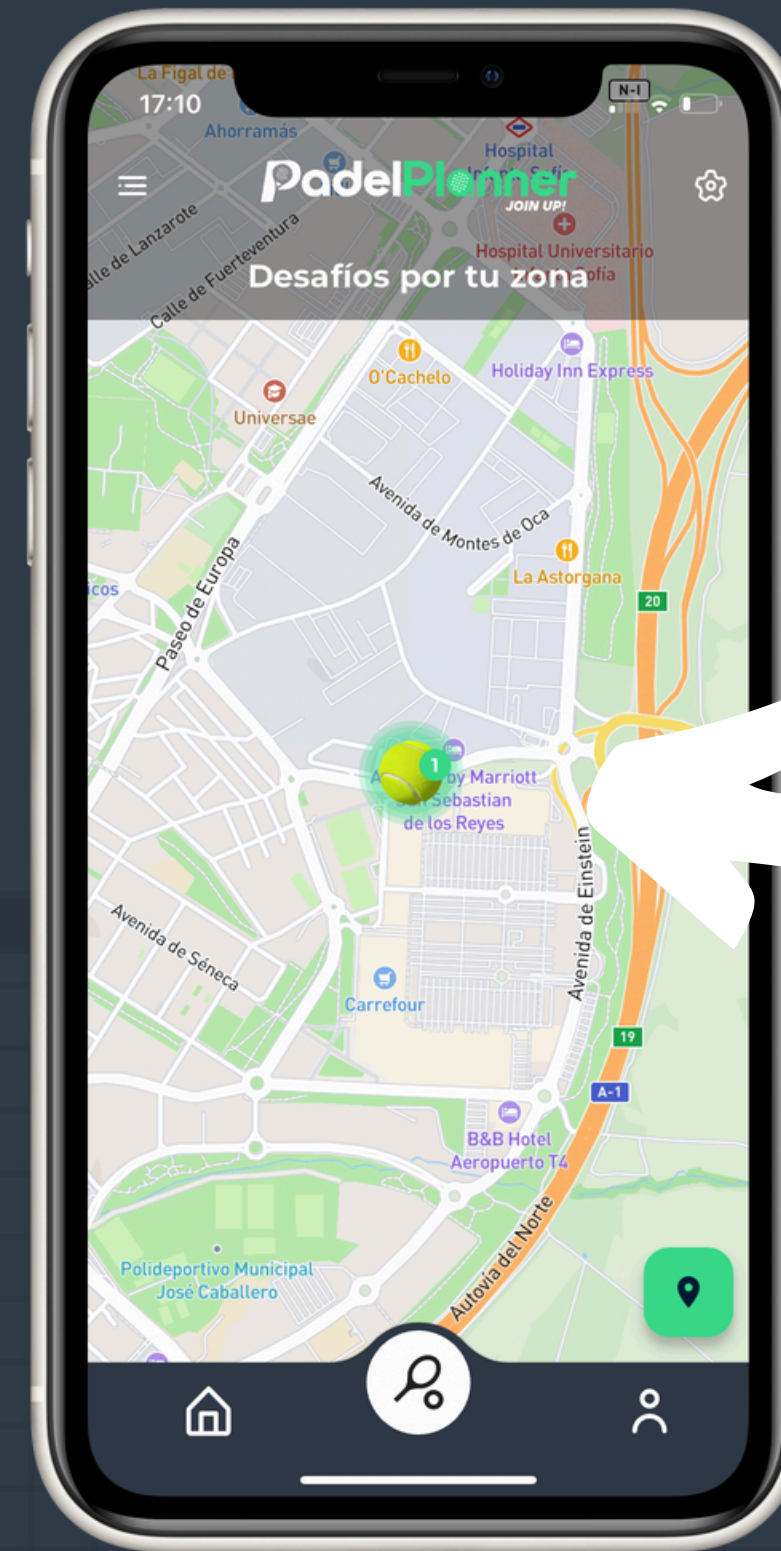 La Figal de
17:10
N-I
Ahorramás
Hospital
PadelPlanner
JOIN UP!
Calle de Lanzarote
Calle de Fuerteventura
Hospital Universitario
Sofía
Desafíos por tu zona
O'Cachelo
Holiday Inn Express
Universae
Avenida de Montes de Oca
La Astorgana
Paseo de Europa
icos
20
1
by Marriott
San Sebastian
de los Reyes
Avenida de Einstein
Avenida de Séneca
Carrefour
19
A-1
B&B Hotel
Aeropuerto T4
Autovía del Norte
Polideportivo Municipal
José Caballero